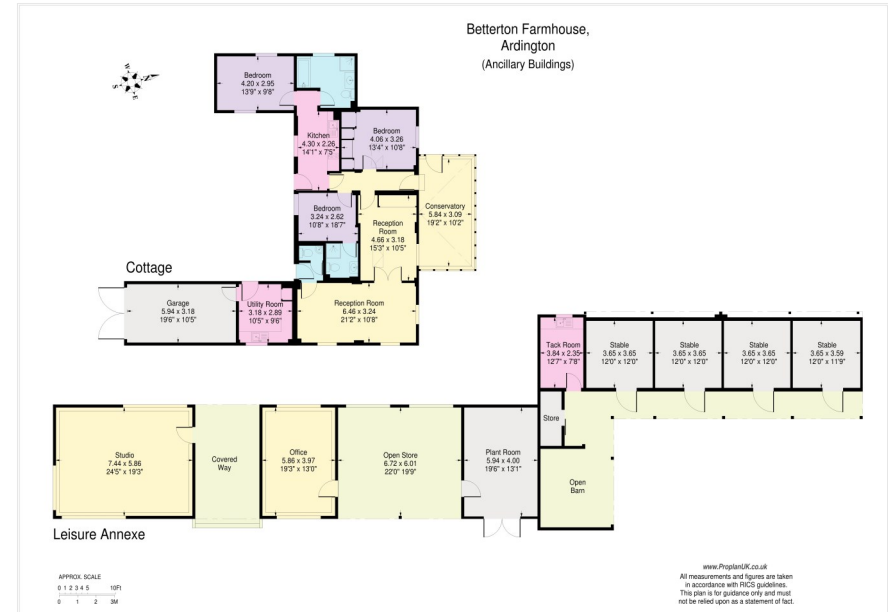 Betterton Farmhouse,
Ardington
(Ancillary Buildings)
Bedroom
4.20 x 2.95
13'9" x 9'8"
Kitchen
4.30 x 2.26
14'1" x 7'5"
Bedroom
4.06 x 3.26
13'4" x 10'8"
Bedroom
3.24 x 2.62
10'8" x 18'7"
Reception
Room
4.66 x 3.18
15'3" x 10'5"
Conservatory
5.84 x 3.09
19'2" x 10'2"
Cottage
Garage
5.94 x 3.18
19'6" x 10'5"
Utility Room
3.18 x 2.89
10'5" x 9'6"
Reception Room
6.46 x 3.24
21'2" x 10'8"
Tack Room
3.84 x 2.35
12'7" x 7'8"
Stable
3.65 x 3.65
12'0" x 12'0"
Stable
3.65 x 3.65
12'0" x 12'0"
Stable
3.65 x 3.65
12'0" x 12'0"
Stable
3.65 x 3.59
12'0" x 11'9"
Store
Studio
7.44 x 5.86
24'5" x 19'3"
Covered
Way
Office
5.86 x 3.97
19'3" x 13'0"
Open Store
6.72 x 6.01
22'0" 19'9"
Plant Room
5.94 x 4.00
19'6" x 13'1"
Open
Barn
Leisure Annexe
APPROX. SCALE
0 1 2 3 4 5 10Ft
0 1 2 3M
www.ProplanUK.co.uk
All measurements and figures are taken
in accordance with RICS guidelines.
This plan is for guidance only and must
not be relied upon as a statement of fact.